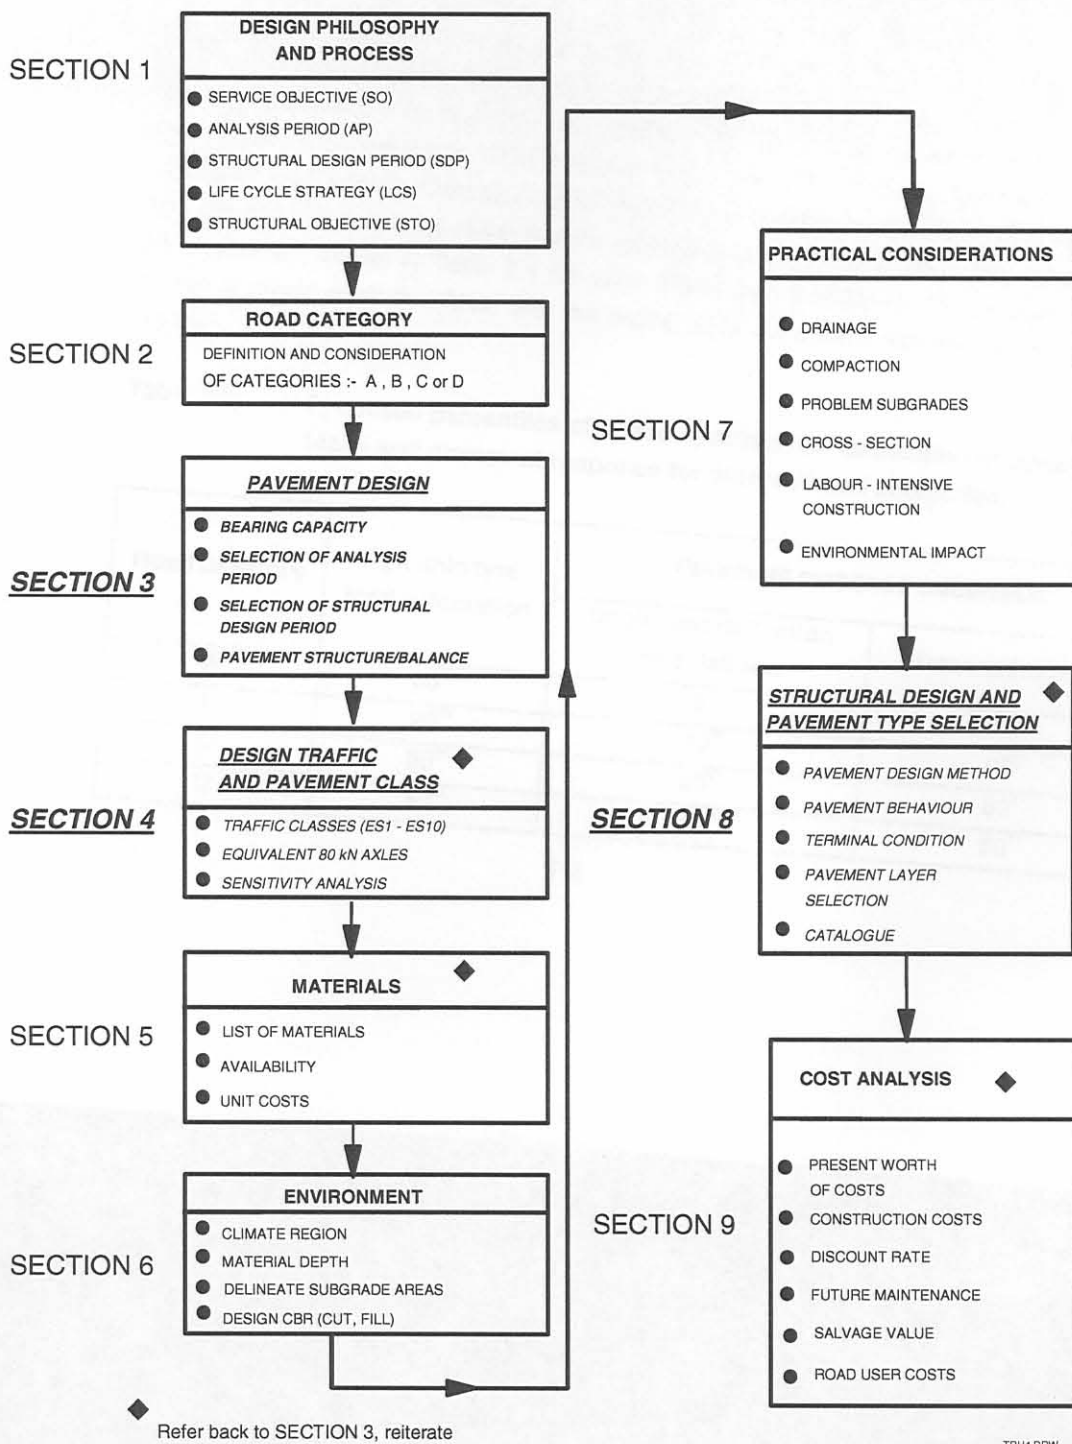 SECTION 1
DESIGN PHILOSOPHY
AND PROCESS
SERVICE OBJECTIVE (SO)
ANALYSIS PERIOD (AP)
STRUCTURAL DESIGN PERIOD (SDP)
LIFE CYCLE STRATEGY (LCS)
STRUCTURAL OBJECTIVE (STO)
SECTION 2
ROAD CATEGORY
DEFINITION AND CONSIDERATION
OF CATEGORIES :- A , B , C or D
SECTION 3
PAVEMENT DESIGN
BEARING CAPACITY
SELECTION OF ANALYSIS
PERIOD
SELECTION OF STRUCTURAL
DESIGN PERIOD
PAVEMENT STRUCTURE/BALANCE
SECTION 4
DESIGN TRAFFIC
AND PAVEMENT CLASS
TRAFFIC CLASSES (ES1 - ES10)
EQUIVALENT 80 kN AXLES
SENSITIVITY ANALYSIS
SECTION 5
MATERIALS
LIST OF MATERIALS
AVAILABILITY
UNIT COSTS
SECTION 6
ENVIRONMENT
CLIMATE REGION
MATERIAL DEPTH
DELINEATE SUBGRADE AREAS
DESIGN CBR (CUT, FILL)
SECTION 7
PRACTICAL CONSIDERATIONS
DRAINAGE
COMPACTION
PROBLEM SUBGRADES
CROSS - SECTION
LABOUR - INTENSIVE
CONSTRUCTION
ENVIRONMENTAL IMPACT
SECTION 8
STRUCTURAL DESIGN AND
PAVEMENT TYPE SELECTION
PAVEMENT DESIGN METHOD
PAVEMENT BEHAVIOUR
TERMINAL CONDITION
PAVEMENT LAYER
SELECTION
CATALOGUE
SECTION 9
COST ANALYSIS
PRESENT WORTH
OF COSTS
CONSTRUCTION COSTS
DISCOUNT RATE
FUTURE MAINTENANCE
SALVAGE VALUE
ROAD USER COSTS
Refer back to SECTION 3, reiterate